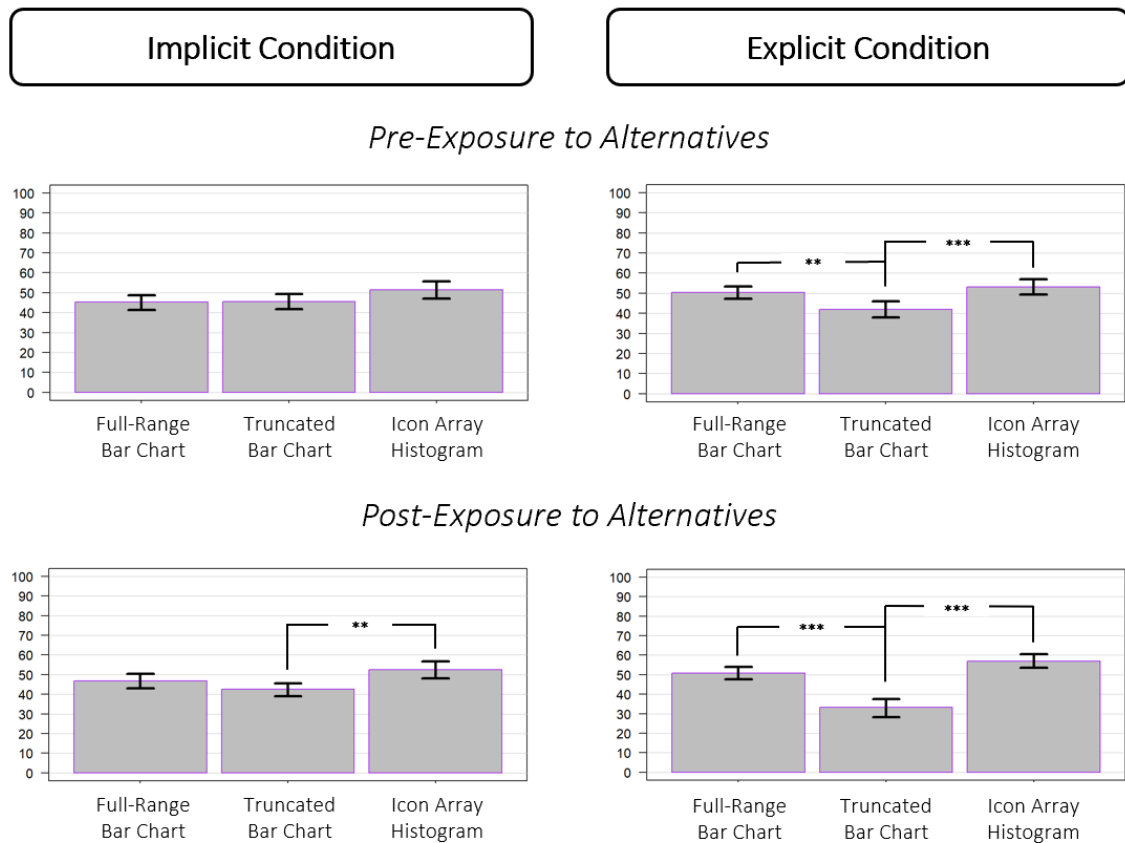 Implicit Condition
Explicit Condition
Pre-Exposure to Alternatives
100
90
80
70
60
50
40
30
20
10
0
Full-Range
Bar Chart
Truncated
Bar Chart
Icon Array
Histogram
100
90
80
70
60
50
40
30
20
10
0
**
***
Full-Range
Bar Chart
Truncated
Bar Chart
Icon Array
Histogram
Post-Exposure to Alternatives
100
90
80
70
60
50
40
30
20
10
0
**
Full-Range
Bar Chart
Truncated
Bar Chart
Icon Array
Histogram
100
90
80
70
60
50
40
30
20
10
0
***
***
Full-Range
Bar Chart
Truncated
Bar Chart
Icon Array
Histogram